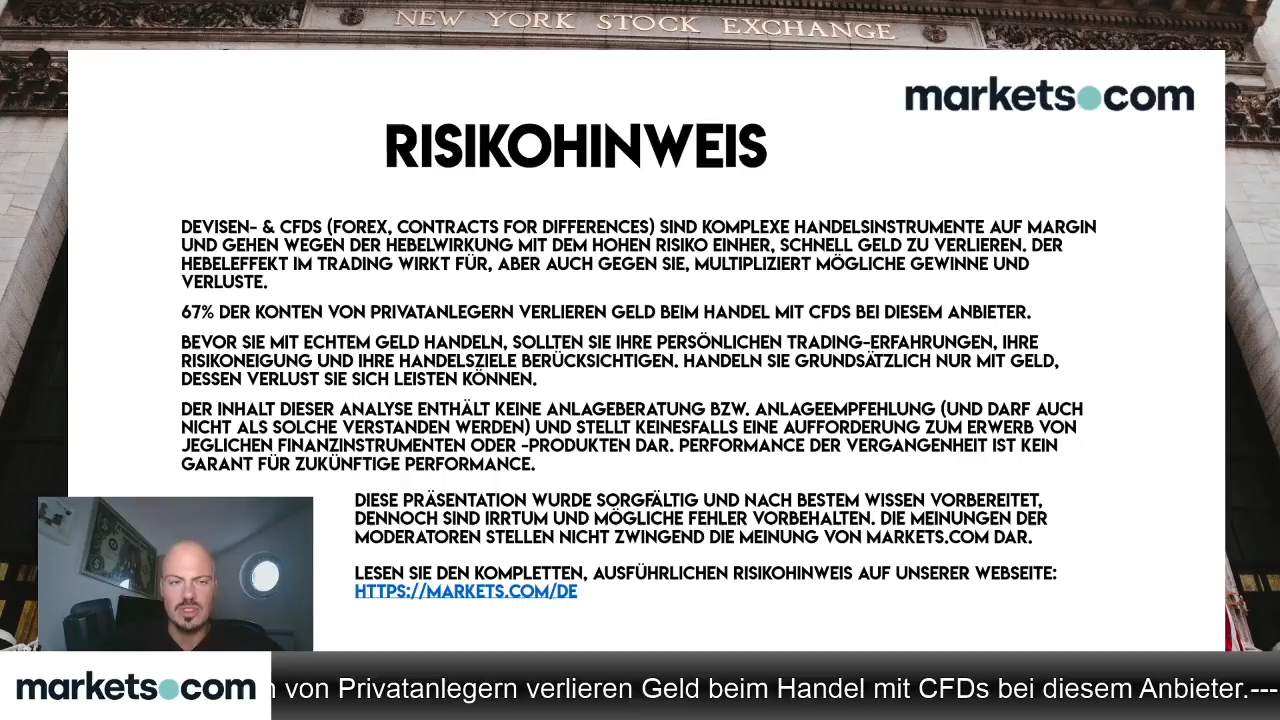 NEW YORK STOCK EXCHANGE
markets.com
RISIKOHINWEIS
DEVISEN- & CFDS (FOREX, CONTRACTS FOR DIFFERENCES) SIND KOMPLEXE HANDELSINSTRUMENTE AUF MARGIN
UND GEHEN WEGEN DER HEBELWIRKUNG MIT DEM HOHEN RISIKO EINHER, SCHNELL GELD ZU VERLIEREN. DER
HEBELEFFEKT IM TRADING WIRKT FÜR, ABER AUCH GEGEN SIE, MULTIPLIZIERT MÖGLICHE GEWINNE UND
VERLUSTE.
67% DER KONTEN VON PRIVATANLEGERN VERLIEREN GELD BEIM HANDEL MIT CFDS BEI DIESEM ANBIETER.
BEVOR SIE MIT ECHTEM GELD HANDELN, SOLLTEN SIE IHRE PERSÖNLICHEN TRADING-ERFAHRUNGEN, IHRE
RISIKONEIGUNG UND IHRE HANDELSZIELE BERÜCKSICHTIGEN. HANDELN SIE GRUNDSÄTZLICH NUR MIT GELD,
DESSEN VERLUST SIE SICH LEISTEN KÖNNEN.
DER INHALT DIESER ANALYSE ENTHÄLT KEINE ANLAGEBERATUNG BZW. ANLAGEEMPFEHLUNG (UND DARF AUCH
NICHT ALS SOLCHE VERSTANDEN WERDEN) UND STELLT KEINESFALLS EINE AUFFORDERUNG ZUM ERWERB VON
JEGLICHEN FINANZINSTRUMENTEN ODER -PRODUKTEN DAR. PERFORMANCE DER VERGANGENHEIT IST KEIN
GARANT FÜR ZUKÜNFTIGE PERFORMANCE.
DIESE PRÄSENTATION WURDE SORGFÄLTIG UND NACH BESTEM WISSEN VORBEREITET,
DENNOCH SIND IRRTUM UND MÖGLICHE FEHLER VORBEHALTEN. DIE MEINUNGEN DER
MODERATOREN STELLEN NICHT ZWINGEND DIE MEINUNG VON MARKETS.COM DAR.
LESEN SIE DEN KOMPLETTEN, AUSFÜHRLICHEN RISIKOHINWEIS AUF UNSERER WEBSEITE:
HTTPS://MARKETS.COM/DE
markets.com
n von Privatanlegern verlieren Geld beim Handel mit CFDs bei diesem Anbieter.---